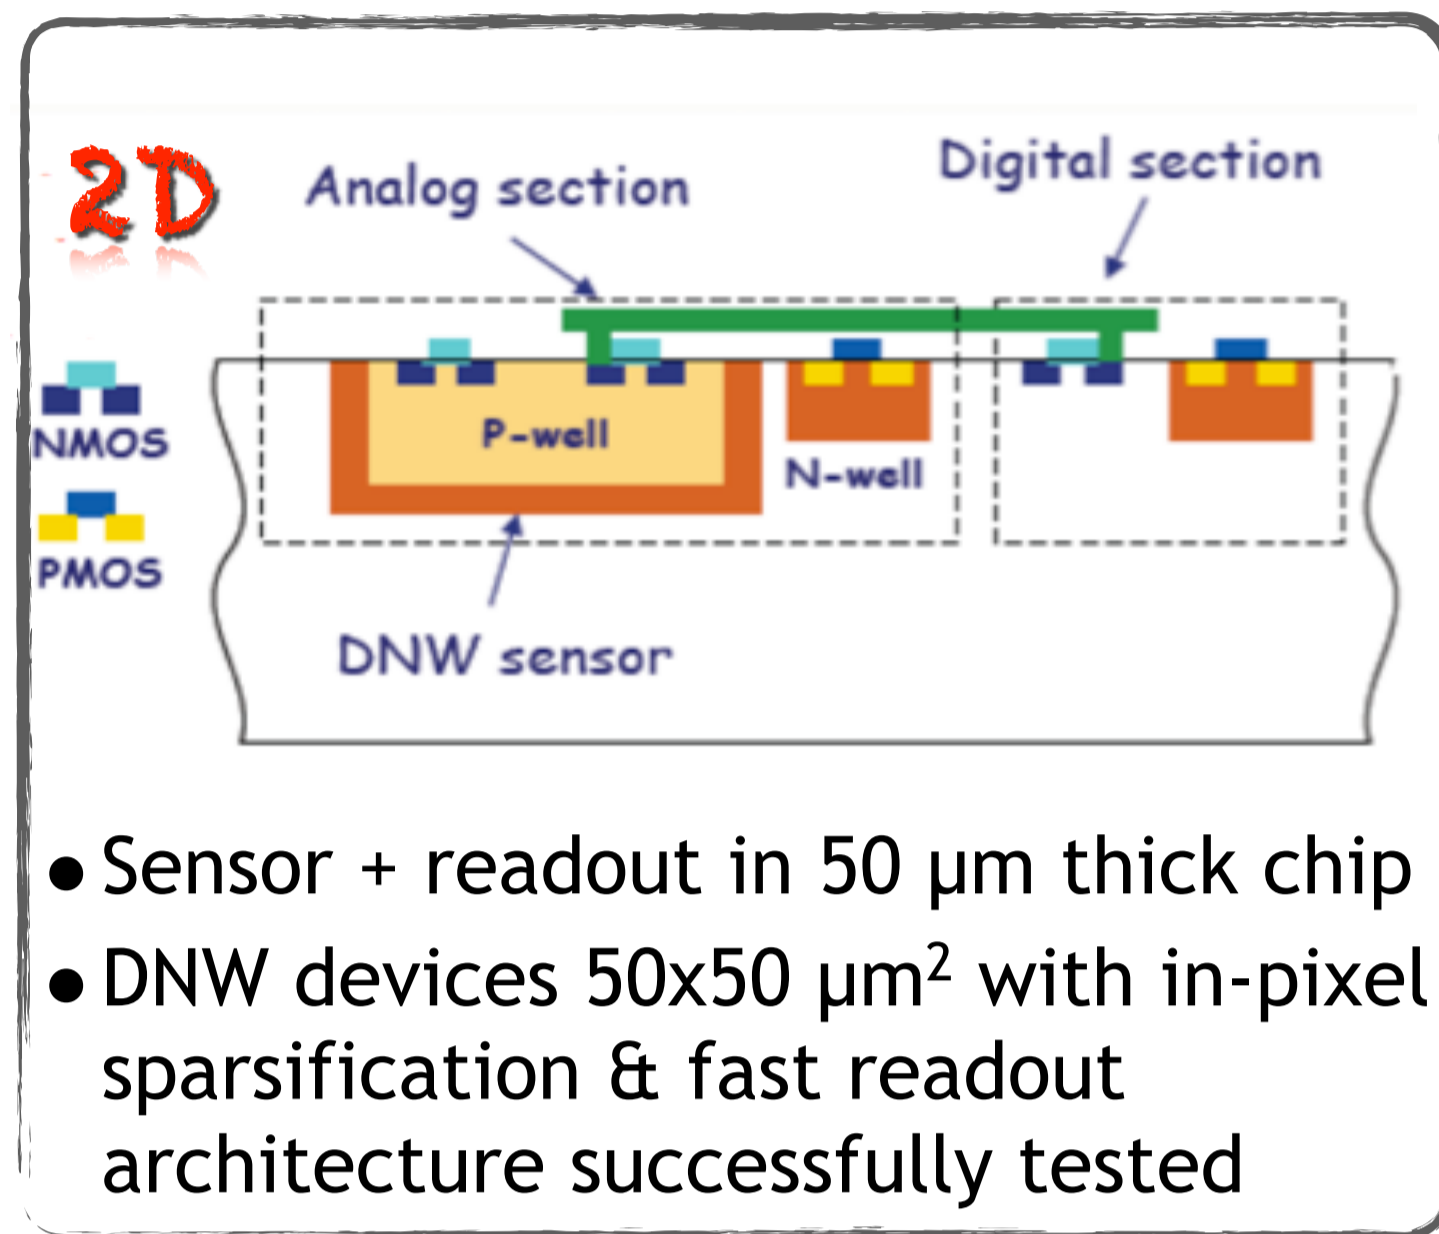 2D
Analog section
Digital section
NMOS
P-well
N-well
PMOS
DNW sensor
• Sensor + readout in 50 µm thick chip
• DNW devices 50x50 µm² with in-pixel
sparsification & fast readout
architecture successfully tested